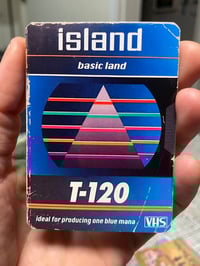 island
basic land
T-120
ideal for producing one blue mana
VHS